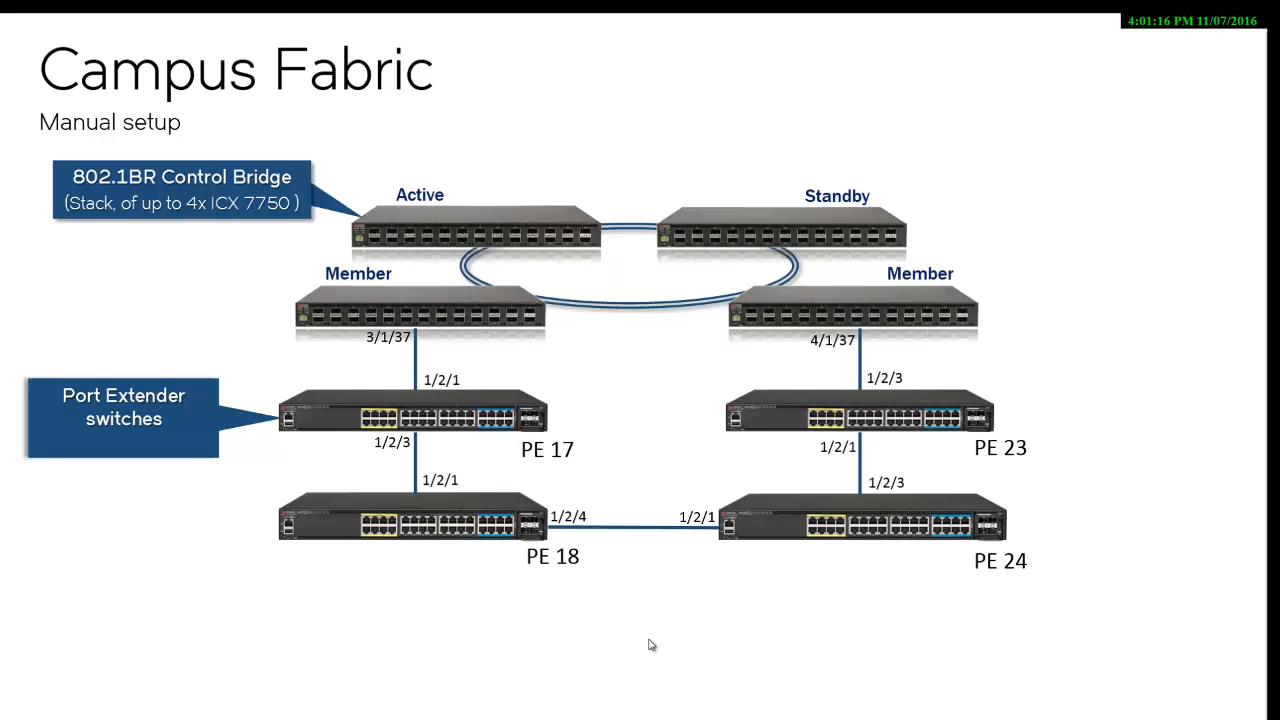 4:01:16 PM 11/07/2016
Campus Fabric
Manual setup
802.1BR Control Bridge
(Stack, of up to 4x ICX 7750 )
Active
Standby
Member
Member
3/1/37
4/1/37
1/2/1
1/2/3
Port Extender
switches
1/2/3
PE 17
1/2/1
PE 23
1/2/1
1/2/3
1/2/4
1/2/1
PE 18
PE 24